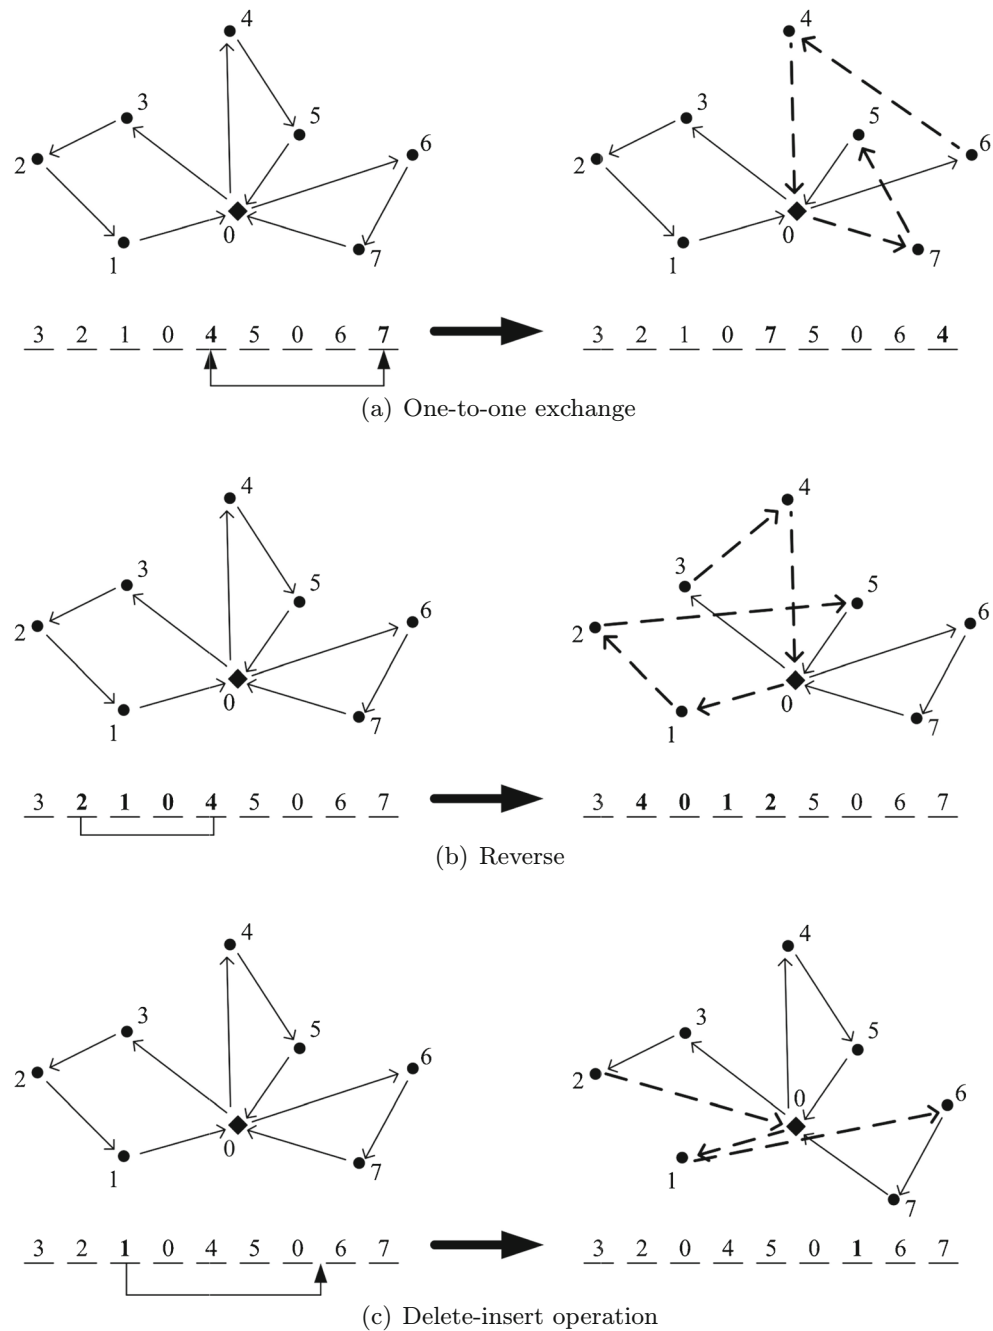 4 4
3 5 6 3 5 6
2 2
0 0
1 7 1 7
3 2 1 0 4 5 0 6 7 3 2 1 0 7 5 0 6 4
(a) One-to-one exchange
4 4
3 5 6 3 5 6
2 2
0 0
1 7 1 7
3 2 1 0 4 5 0 6 7 3 4 0 1 2 5 0 6 7
(b) Reverse
4 4
3 5 6 3 5
2 2 0 6
0
1 7 1 7
3 2 1 0 4 5 0 6 7 3 2 0 4 5 0 1 6 7
(c) Delete-insert operation